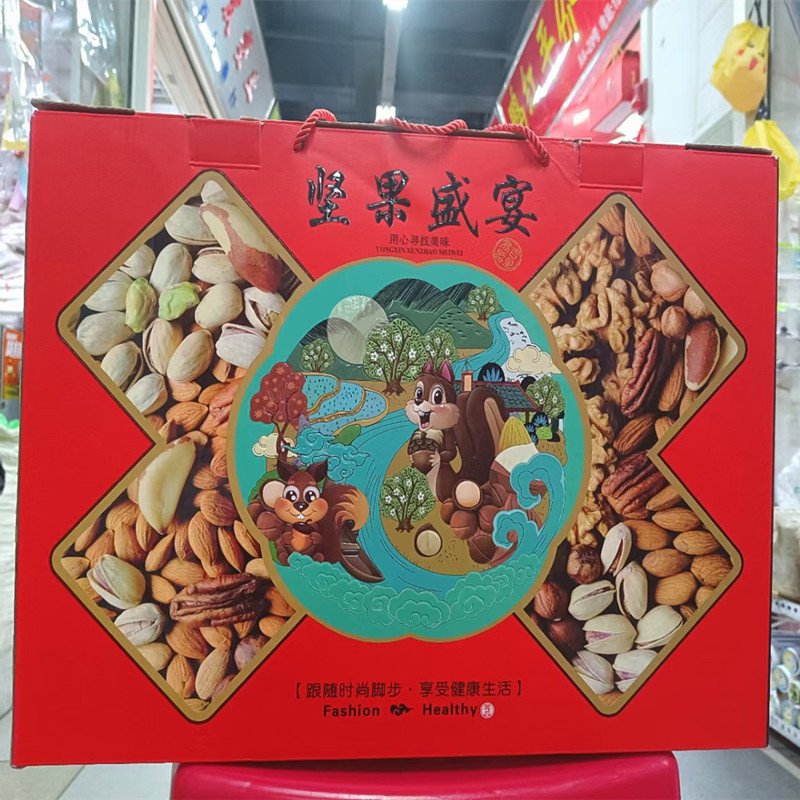 坚果盛宴
用心寻找美味
YONGXIN XUNZHAO MEIWEI
【跟随时尚脚步·享受健康生活】
Fashion Healthy